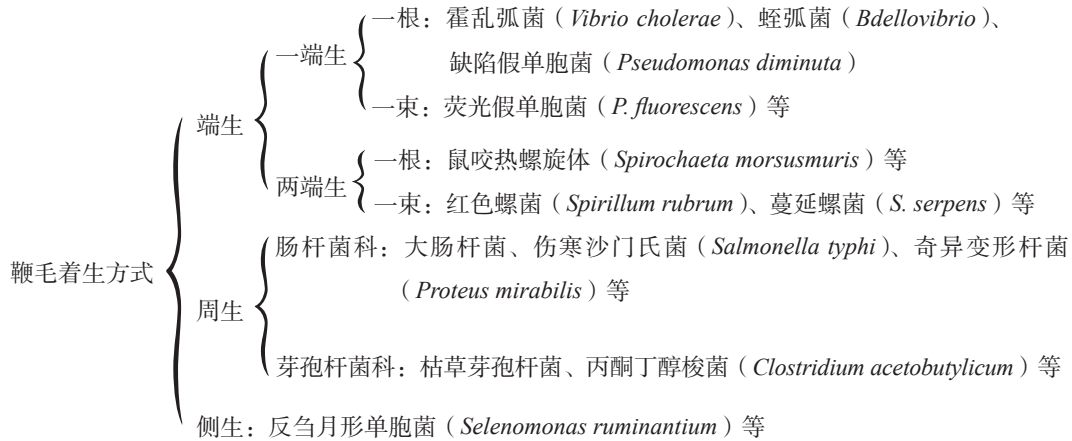 一根：霍乱弧菌（Vibrio cholerae）、蛭弧菌（Bdellovibrio）、
一端生
缺陷假单胞菌（Pseudomonas diminuta）
一束：荧光假单胞菌（P. fluorescens）等
端生
一根：鼠咬热螺旋体（Spirochaeta morsusmuris）等
两端生
一束：红色螺菌（Spirillum rubrum）、蔓延螺菌（S. serpens）等
肠杆菌科：大肠杆菌、伤寒沙门氏菌（Salmonella typhi）、奇异变形杆菌
鞭毛着生方式
（Proteus mirabilis）等
周生
芽孢杆菌科：枯草芽孢杆菌、丙酮丁醇梭菌（Clostridium acetobutylicum）等
侧生：反刍月形单胞菌（Selenomonas ruminantium）等